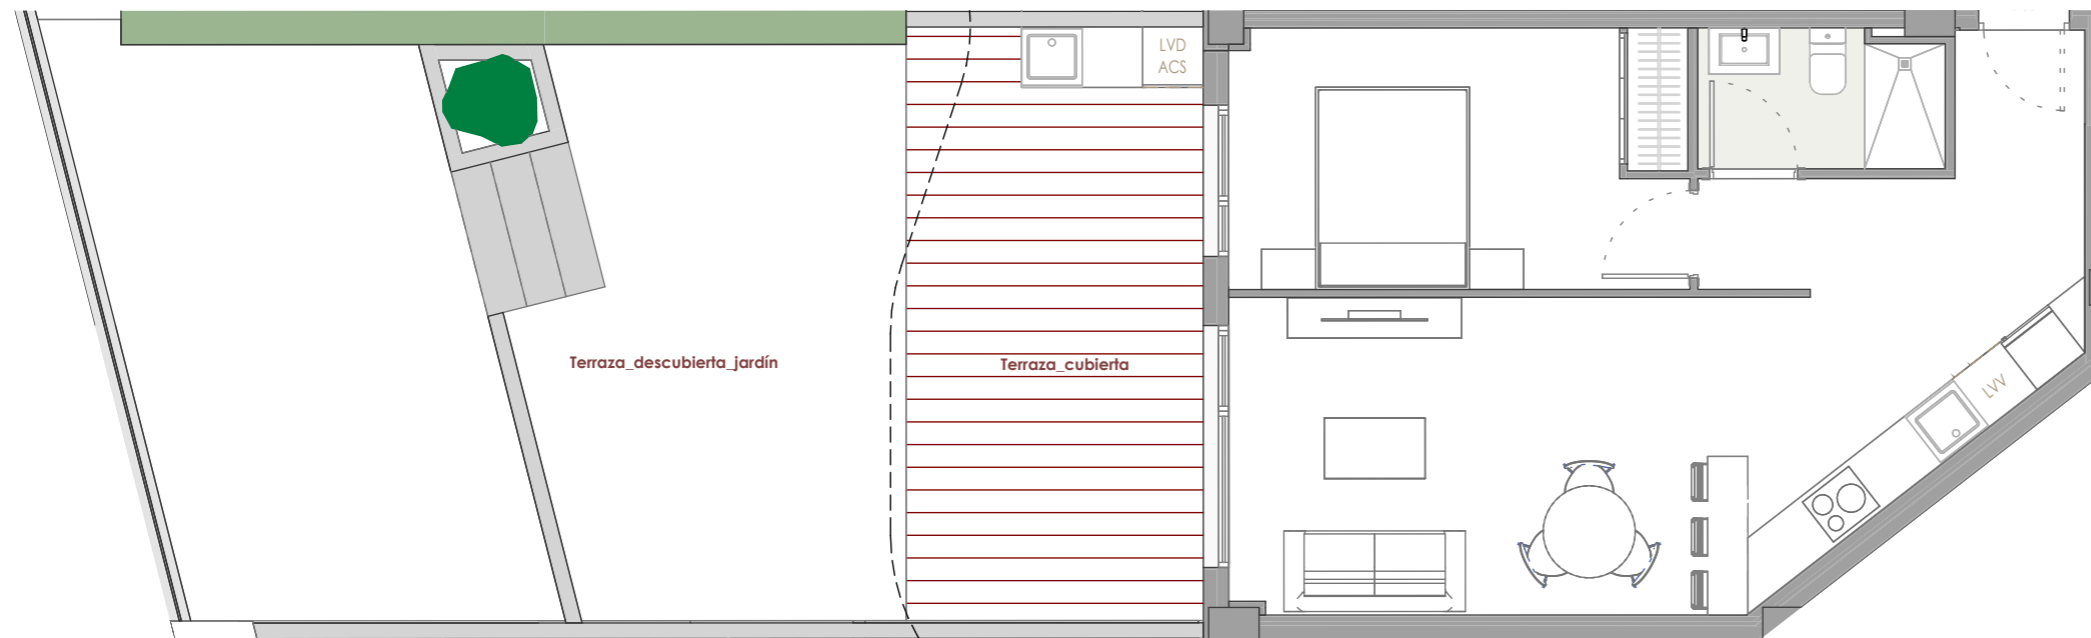 LVD
ACS
Terraza_descubierta_jardín
Terraza_cubierta
LVV